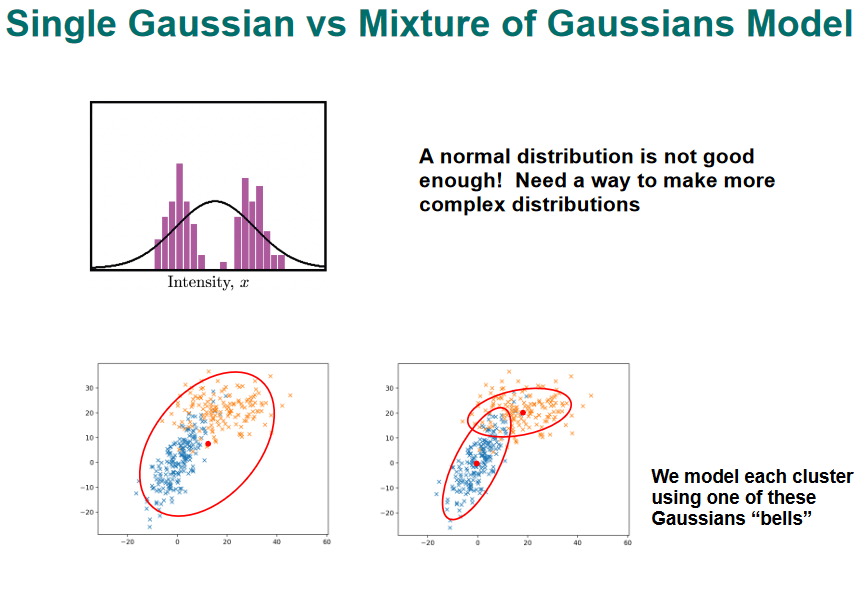 Single Gaussian vs Mixture of Gaussians Model
A normal distribution is not good
enough! Need a way to make more
complex distributions
Intensity, x
30
20
10
0
−10
−20
−20
0
20
40
60
30
20
10
0
−10
−20
−20
0
20
40
60
We model each cluster
using one of these
Gaussians “bells”